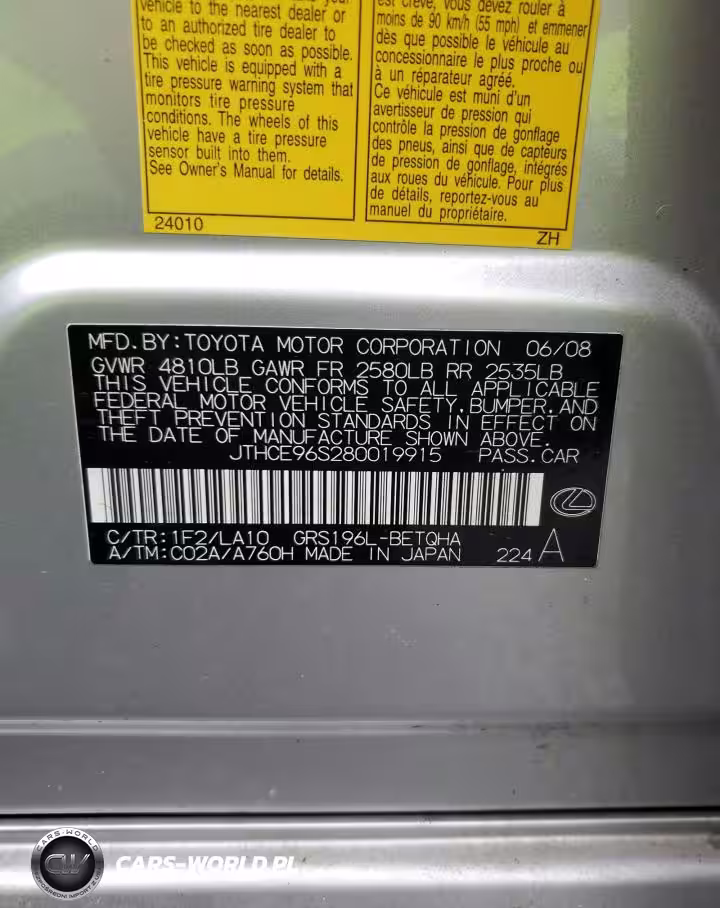 vehicle to the nearest dealer or
to an authorized tire dealer to
be checked as soon as possible.
This vehicle is equipped with a
tire pressure warning system that
monitors tire pressure
conditions. The wheels of this
vehicle have a tire pressure
sensor built into them.
See Owner's Manual for details.
24010
est crevé, vous devez rouler à
moins de 90 km/h (55 mph) et emmener
dès que possible le véhicule au
concessionnaire le plus proche ou
à un réparateur agréé.
Ce véhicule est muni d'un
avertisseur de pression qui
contrôle la pression de gonflage
des pneus, ainsi que de capteurs
de pression de gonflage, intégrés
aux roues du véhicule. Pour plus
de détails, reportez-vous au
manuel du propriétaire.
ZH
MFD.BY:TOYOTA MOTOR CORPORATION 06/08
GVWR 4810LB GAWR FR 2580LB RR 2535LB
THIS VEHICLE CONFORMS TO ALL APPLICABLE
FEDERAL MOTOR VEHICLE SAFETY,BUMPER,AND
THEFT PREVENTION STANDARDS IN EFFECT ON
THE DATE OF MANUFACTURE SHOWN ABOVE.
JTHCE96S280019915 PASS.CAR
C/TR:1F2/LA10 GRS196L-BETQHA
A/TM:C02A/A760H MADE IN JAPAN 224 A
CARS-WORLD
CW
CARS-WORLD.PL